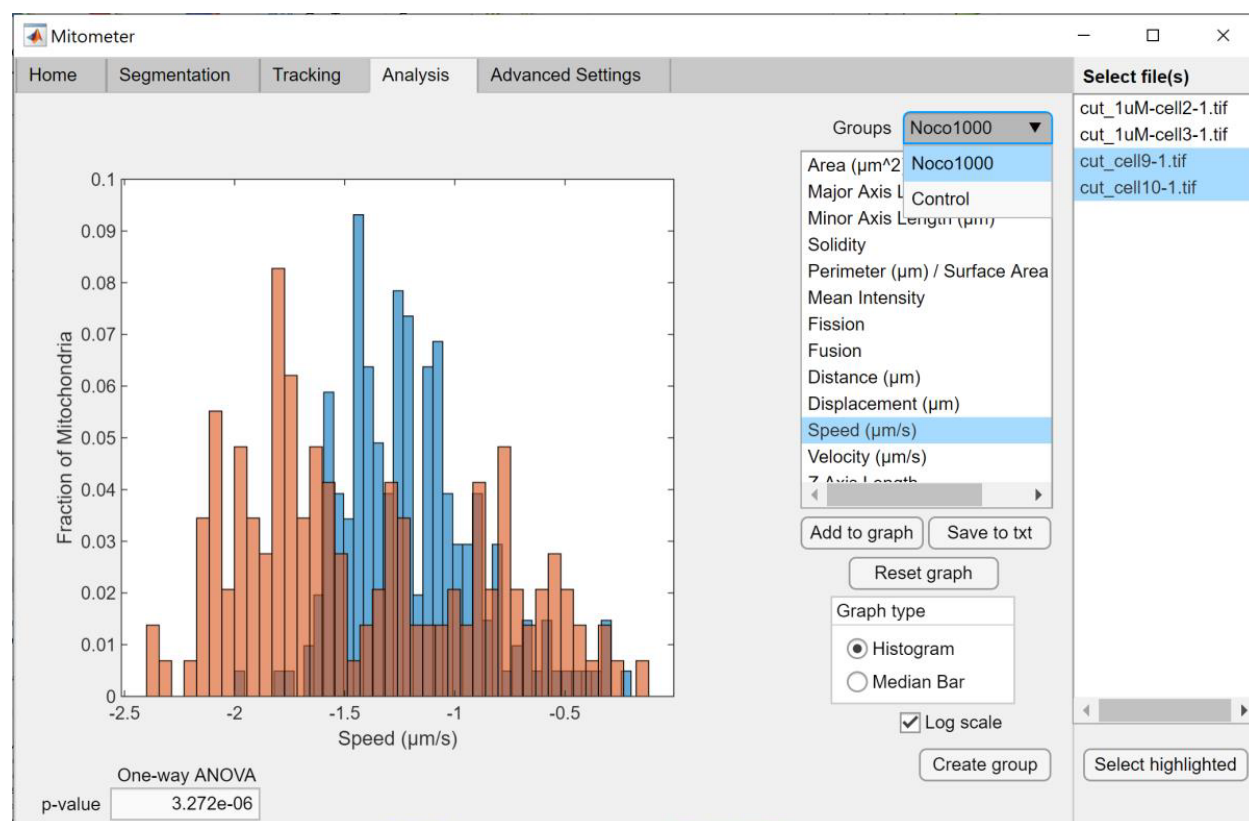 Mitometer
Home Segmentation Tracking Analysis Advanced Settings
Select file(s)
cut_1uM-cell2-1.tif
cut_1uM-cell3-1.tif
cut_cell9-1.tif
cut_cell10-1.tif
Groups Noco1000
Noco1000
Control
Area (µm^2
Major Axis L
Minor Axis Length (µm)
Solidity
Perimeter (µm) / Surface Area
Mean Intensity
Fission
Fusion
Distance (µm)
Displacement (µm)
Speed (µm/s)
Velocity (µm/s)
Z Axis Length
Add to graph Save to txt
Reset graph
Graph type
Histogram
Median Bar
Log scale
Create group
Select highlighted
0.1
0.09
0.08
0.07
0.06
0.05
0.04
0.03
0.02
0.01
0
Fraction of Mitochondria
-2.5 -2 -1.5 -1 -0.5
Speed (µm/s)
One-way ANOVA
p-value 3.272e-06